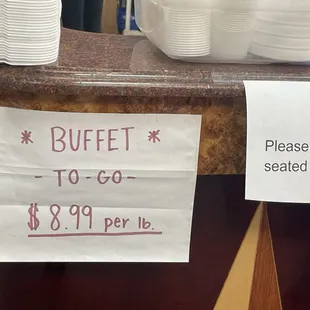 * BUFFET *
- TO - GO -
$8.99 per lb.
Please
seated